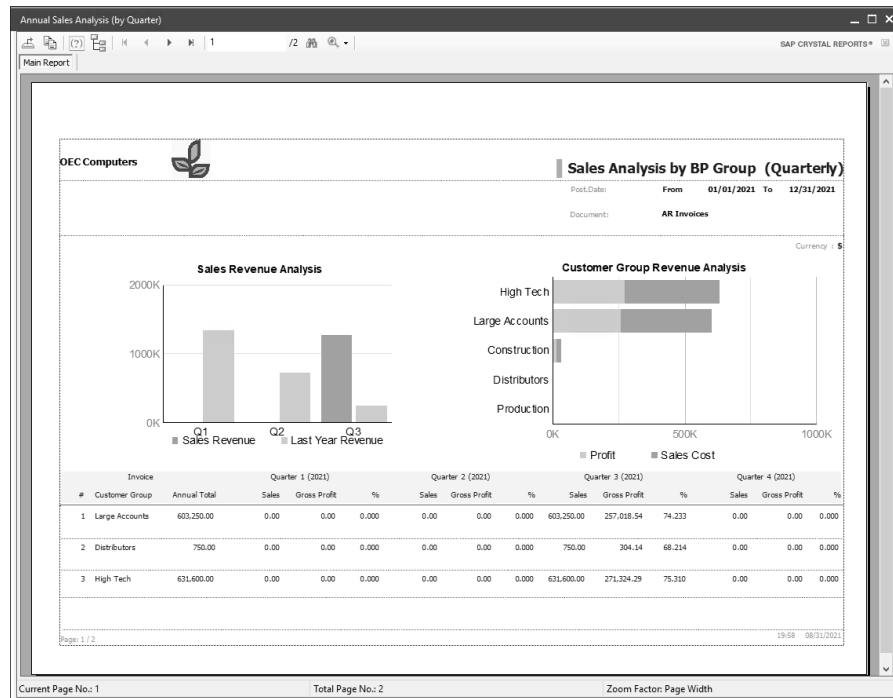 Annual Sales Analysis (by Quarter)
1 /2 SAP CRYSTAL REPORTS®
Main Report
OEC Computers
Sales Analysis by BP Group (Quarterly)
Post.Date: From 01/01/2021 To 12/31/2021
Document: AR Invoices
Currency : $
Sales Revenue Analysis
2000K
1000K
0K
Q1 Q2 Q3
Sales Revenue Last Year Revenue
Customer Group Revenue Analysis
High Tech
Large Accounts
Construction
Distributors
Production
0K 500K 1000K
Profit Sales Cost
Invoice Quarter 1 (2021) Quarter 2 (2021) Quarter 3 (2021) Quarter 4 (2021)
# Customer Group Annual Total Sales Gross Profit % Sales Gross Profit % Sales Gross Profit % Sales Gross Profit %
1 Large Accounts 603,250.00 0.00 0.00 0.000 0.00 0.00 0.000 603,250.00 257,018.54 74.233 0.00 0.00 0.000
2 Distributors 750.00 0.00 0.00 0.000 0.00 0.00 0.000 750.00 304.14 68.214 0.00 0.00 0.000
3 High Tech 631,600.00 0.00 0.00 0.000 0.00 0.00 0.000 631,600.00 271,324.29 75.310 0.00 0.00 0.000
Page: 1 / 2 19:58 08/31/2021
Current Page No.: 1 Total Page No.: 2 Zoom Factor: Page Width